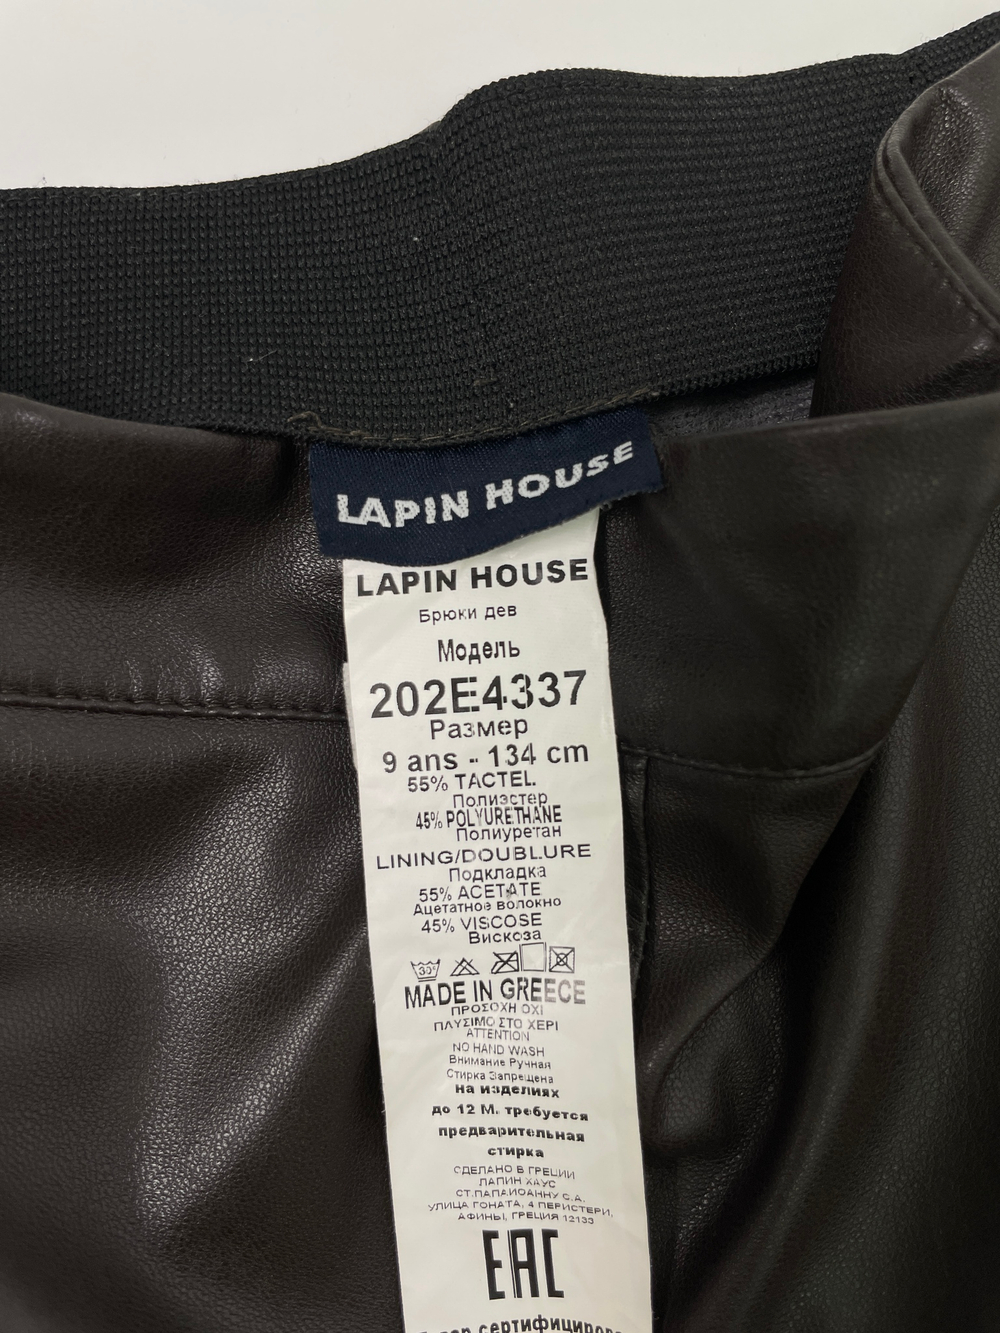 LAPIN HOUSE
LAPIN HOUSE
Брюки дев
Модель
202E4337
Размер
9 ans - 134 cm
55% TACTEL
Полиэстер
45% POLYURETHANE
Полиуретан
LINING/DOUBLURE
Подкладка
55% ACETATE
Ацетатное волокно
45% VISCOSE
Вискоза
30°
MADE IN GREECE
ΠΡΟΣΟΧΗ ΟΧΙ
ΠΛΥΣΙΜΟ ΣΤΟ ΧΕΡΙ
ATTENTION
NO HAND WASH
Внимание Ручная
Стирка Запрещена
на изделиях
до 12 М. требуется
предварительная
стирка
СДЕЛАНО В ГРЕЦИИ
ЛАПИН ХАУС
СТ.ПАПАИОАННУ С.А.
УЛИЦА ГОНАТА, 4 ПЕРИСТЕРИ,
АФИНЫ, ГРЕЦИЯ 12133
EAC